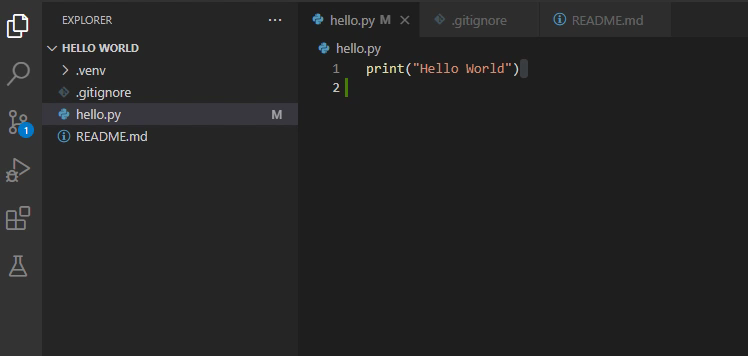 EXPLORER
HELLO WORLD
.venv
.gitignore
hello.py M
README.md
1
hello.py M
.gitignore
README.md
hello.py
1 print("Hello World")
2